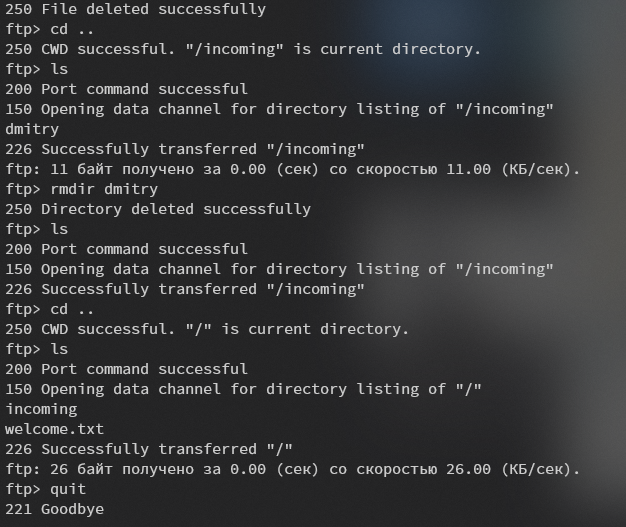 250 File deleted successfully
ftp> cd ..
250 CWD successful. "/incoming" is current directory.
ftp> ls
200 Port command successful
150 Opening data channel for directory listing of "/incoming"
dmitry
226 Successfully transferred "/incoming"
ftp: 11 байт получено за 0.00 (сек) со скоростью 11.00 (КБ/сек).
ftp> rmdir dmitry
250 Directory deleted successfully
ftp> ls
200 Port command successful
150 Opening data channel for directory listing of "/incoming"
226 Successfully transferred "/incoming"
ftp> cd ..
250 CWD successful. "/" is current directory.
ftp> ls
200 Port command successful
150 Opening data channel for directory listing of "/"
incoming
welcome.txt
226 Successfully transferred "/"
ftp: 26 байт получено за 0.00 (сек) со скоростью 26.00 (КБ/сек).
ftp> quit
221 Goodbye